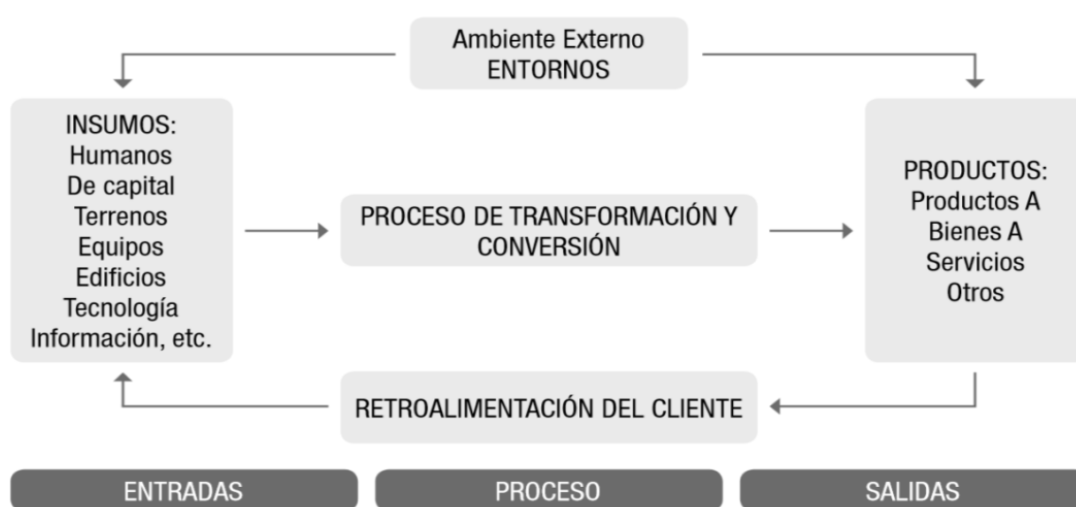 Ambiente Externo
ENTORNOS
INSUMOS:
Humanos
De capital
Terrenos
Equipos
Edificios
Tecnología
Información, etc.
PROCESO DE TRANSFORMACIÓN Y
CONVERSIÓN
PRODUCTOS:
Productos A
Bienes A
Servicios
Otros
RETROALIMENTACIÓN DEL CLIENTE
ENTRADAS
PROCESO
SALIDAS